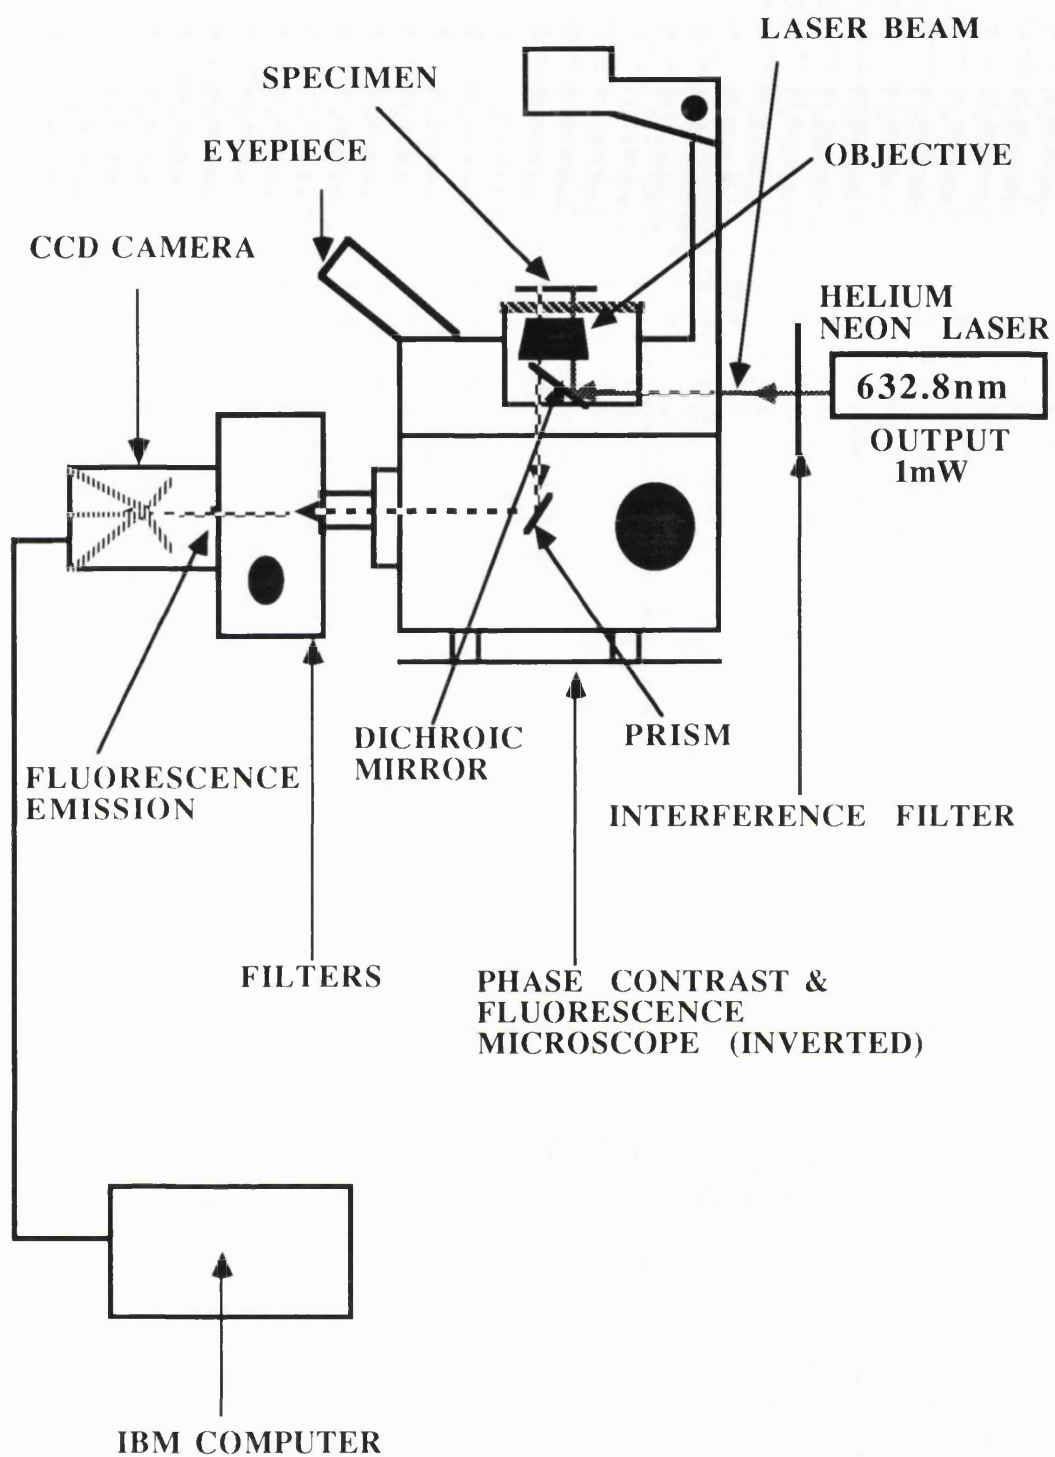 LASER BEAM
SPECIMEN
EYEPIECE
OBJECTIVE
CCD CAMERA
HELIUM
NEON LASER
632.8nm
OUTPUT
1mW
DICHROIC
MIRROR
PRISM
FLUORESCENCE
EMISSION
INTERFERENCE FILTER
FILTERS
PHASE CONTRAST &
FLUORESCENCE
MICROSCOPE (INVERTED)
IBM COMPUTER